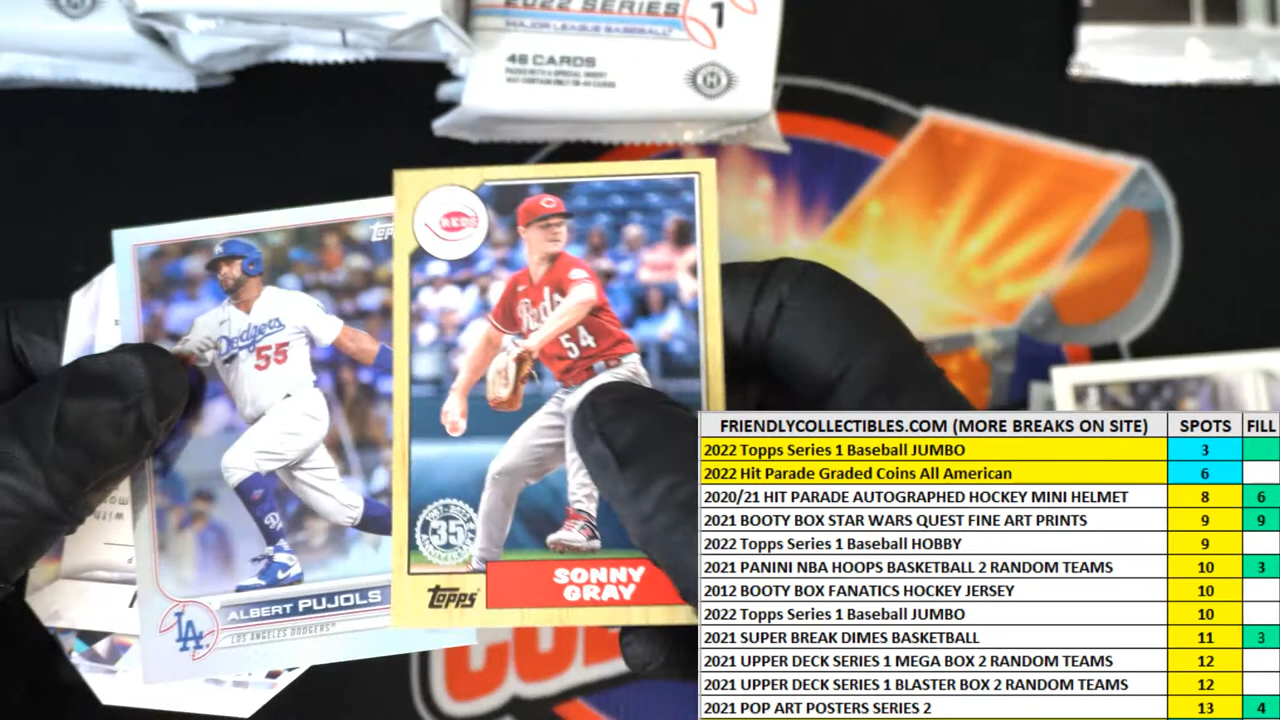 2022 SERIES 1
MAJOR LEAGUE BASEBALL
46 CARDS
TOPPS
REDS
Dodgers
55
Reds
54
1987-2022
35
ANNIVERSARY
SONNY
GRAY
Topps
LA
ALBERT PUJOLS
LOS ANGELES DODGERS®
FRIENDLYCOLLECTIBLES.COM (MORE BREAKS ON SITE) SPOTS FILL
2022 Topps Series 1 Baseball JUMBO 3
2022 Hit Parade Graded Coins All American 6
2020/21 HIT PARADE AUTOGRAPHED HOCKEY MINI HELMET 8 6
2021 BOOTY BOX STAR WARS QUEST FINE ART PRINTS 9 9
2022 Topps Series 1 Baseball HOBBY 9
2021 PANINI NBA HOOPS BASKETBALL 2 RANDOM TEAMS 10 3
2012 BOOTY BOX FANATICS HOCKEY JERSEY 10
2022 Topps Series 1 Baseball JUMBO 10
2021 SUPER BREAK DIMES BASKETBALL 11 3
2021 UPPER DECK SERIES 1 MEGA BOX 2 RANDOM TEAMS 12
2021 UPPER DECK SERIES 1 BLASTER BOX 2 RANDOM TEAMS 12
2021 POP ART POSTERS SERIES 2 13 4